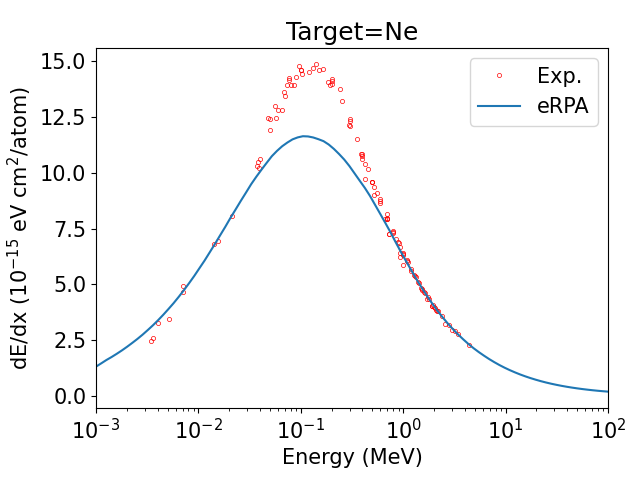 Target=Ne
Exp.
eRPA
dE/dx (10⁻¹⁵ eV cm²/atom)
15.0
12.5
10.0
7.5
5.0
2.5
0.0
10⁻³ 10⁻² 10⁻¹ 10⁰ 10¹ 10²
Energy (MeV)